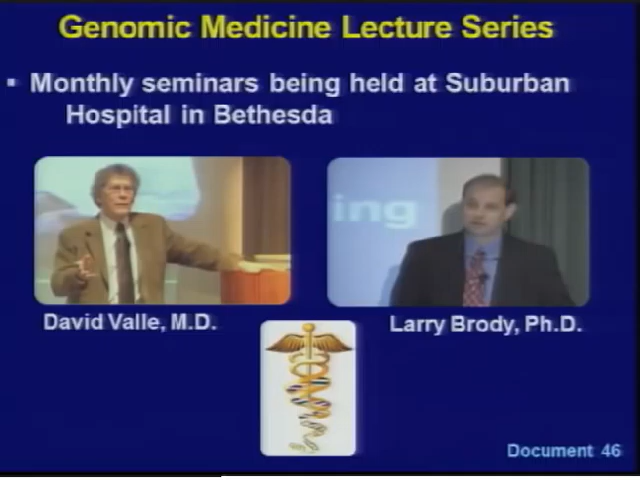 Genomic Medicine Lecture Series
▪ Monthly seminars being held at Suburban
Hospital in Bethesda
ing
David Valle, M.D.
Larry Brody, Ph.D.
Document 46